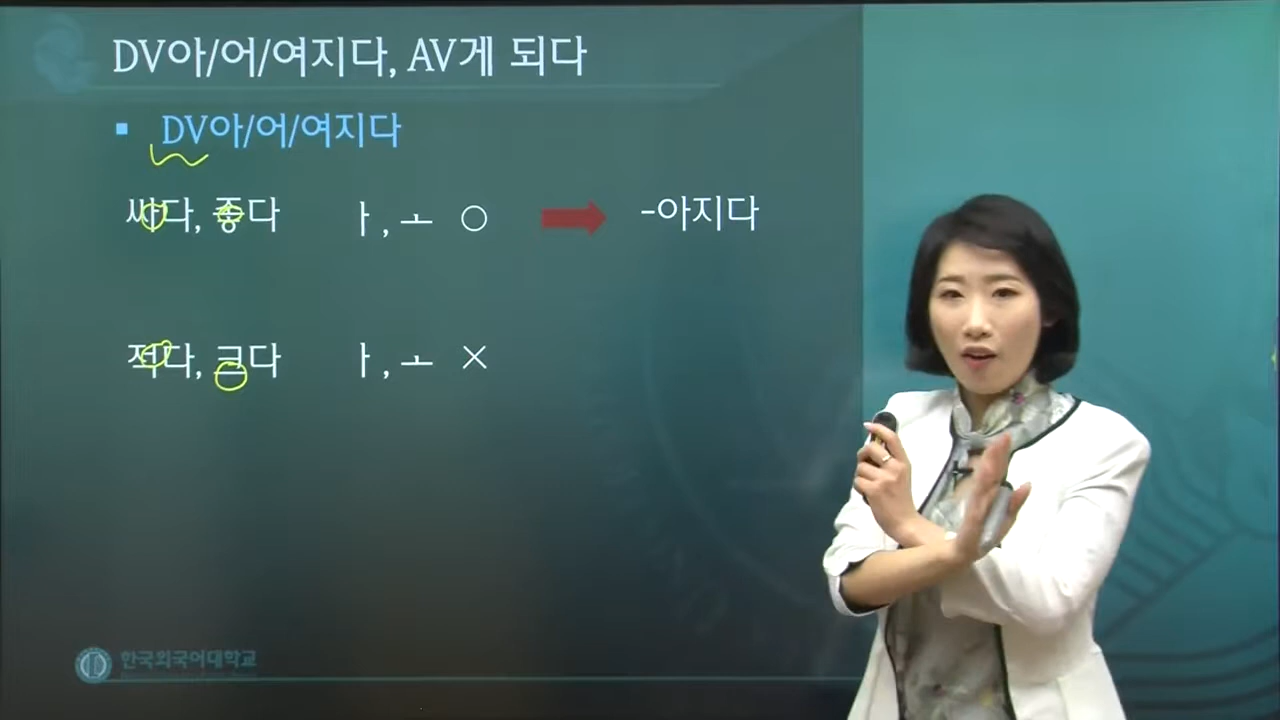 DV아/어/여지다, AV게 되다
▪ DV아/어/여지다
싸다, 좋다 ㅏ, ㅗ ○ ➡ -아지다
적다, 크다 ㅏ, ㅗ ×
한국외국어대학교